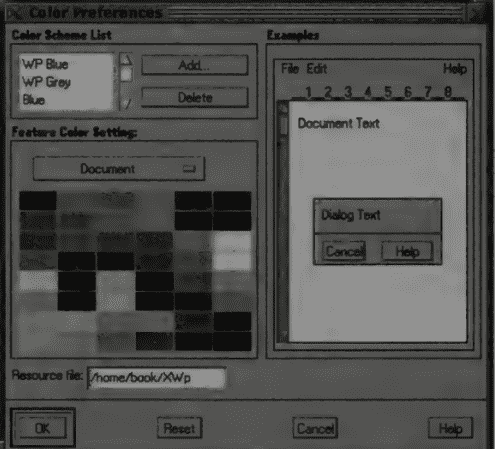 Color Preferences
Color Scheme List
WP Blue
WP Grey
Blue
Add...
Delete
Feature Color Setting:
Document
Examples
File Edit Help
1 2 3 4 5 6 7 8
Document Text
Dialog Text
Cancel Help
Resource file: /home/book/XWp
OK Reset Cancel Help